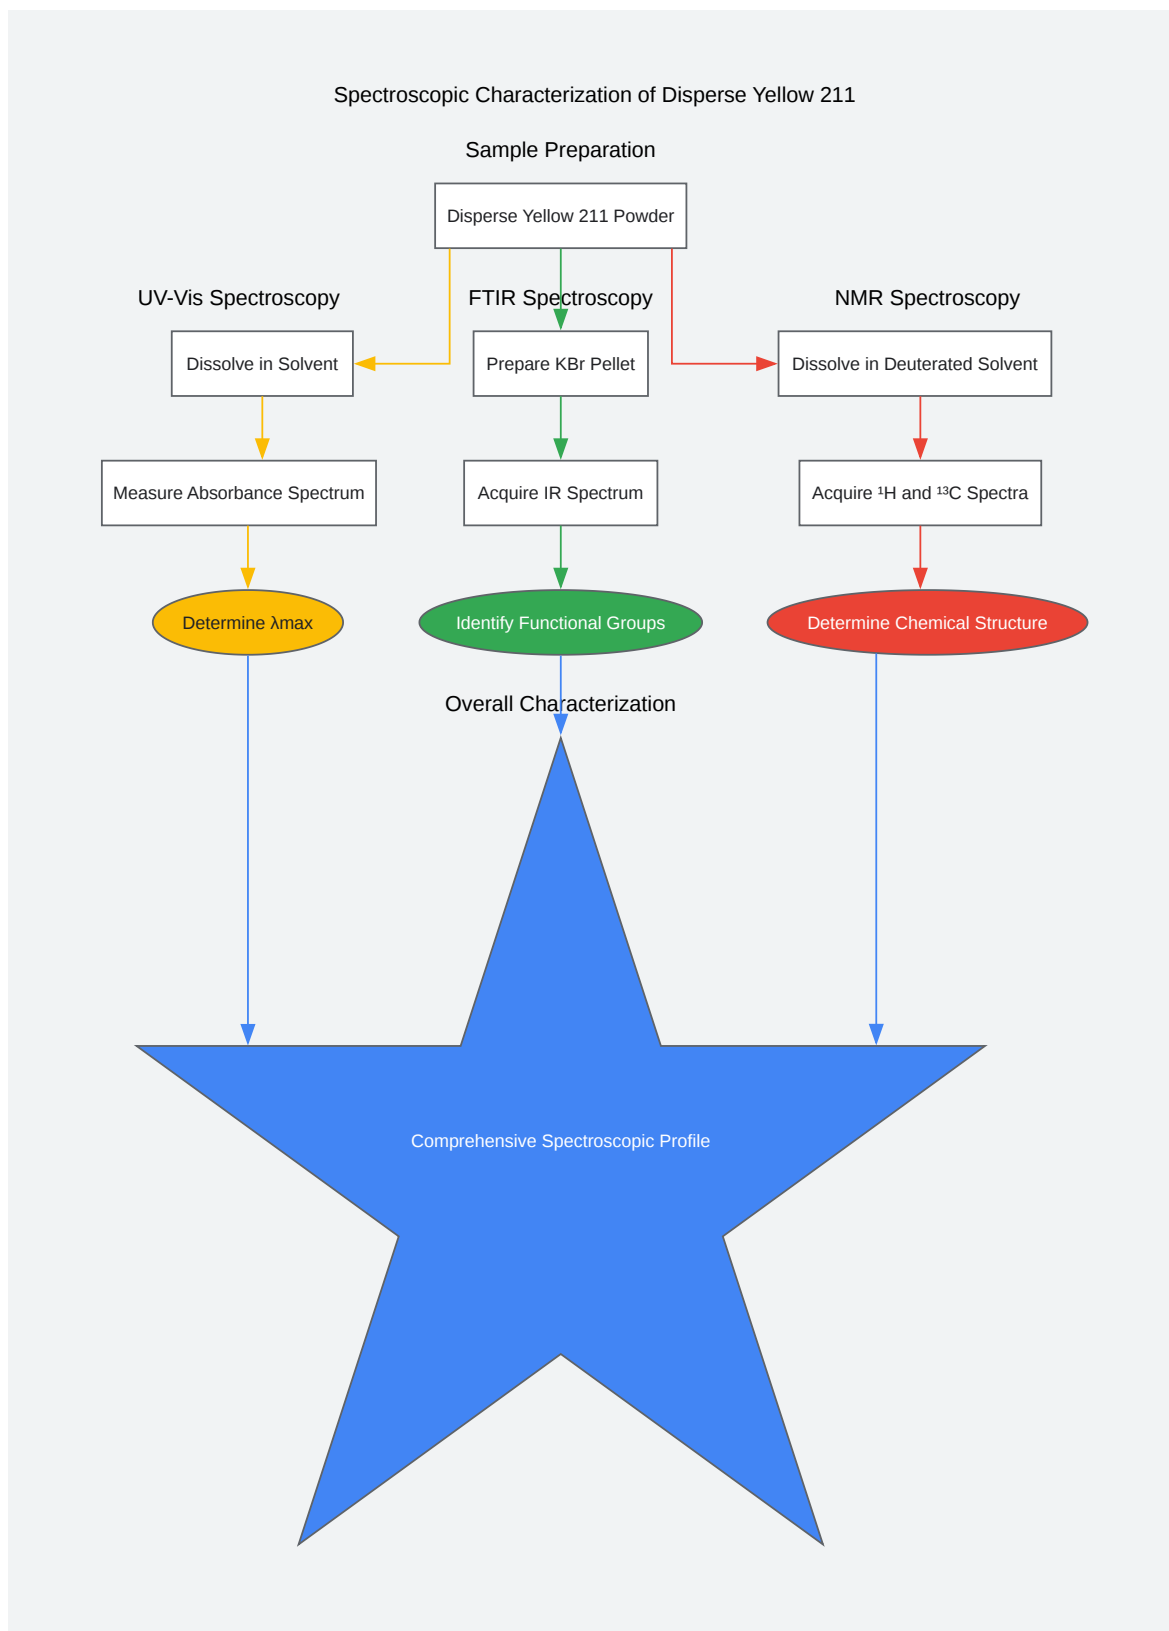 Spectroscopic Characterization of Disperse Yellow 211
Sample Preparation
Disperse Yellow 211 Powder
UV-Vis Spectroscopy
FTIR Spectroscopy
NMR Spectroscopy
Dissolve in Solvent
Prepare KBr Pellet
Dissolve in Deuterated Solvent
Measure Absorbance Spectrum
Acquire IR Spectrum
Acquire ¹H and ¹³C Spectra
Determine λmax
Identify Functional Groups
Determine Chemical Structure
Overall Characterization
Comprehensive Spectroscopic Profile